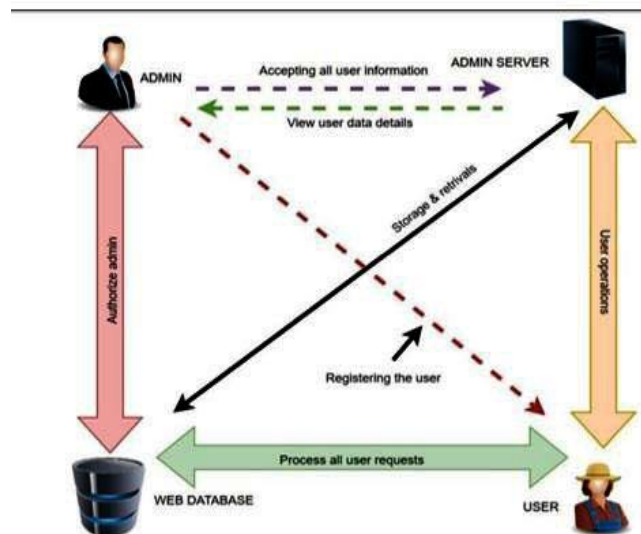 ADMIN
ADMIN SERVER
Accepting all user information
View user data details
Storage & retrivals
Authorize admin
User operations
Registering the user
Process all user requests
WEB DATABASE
USER